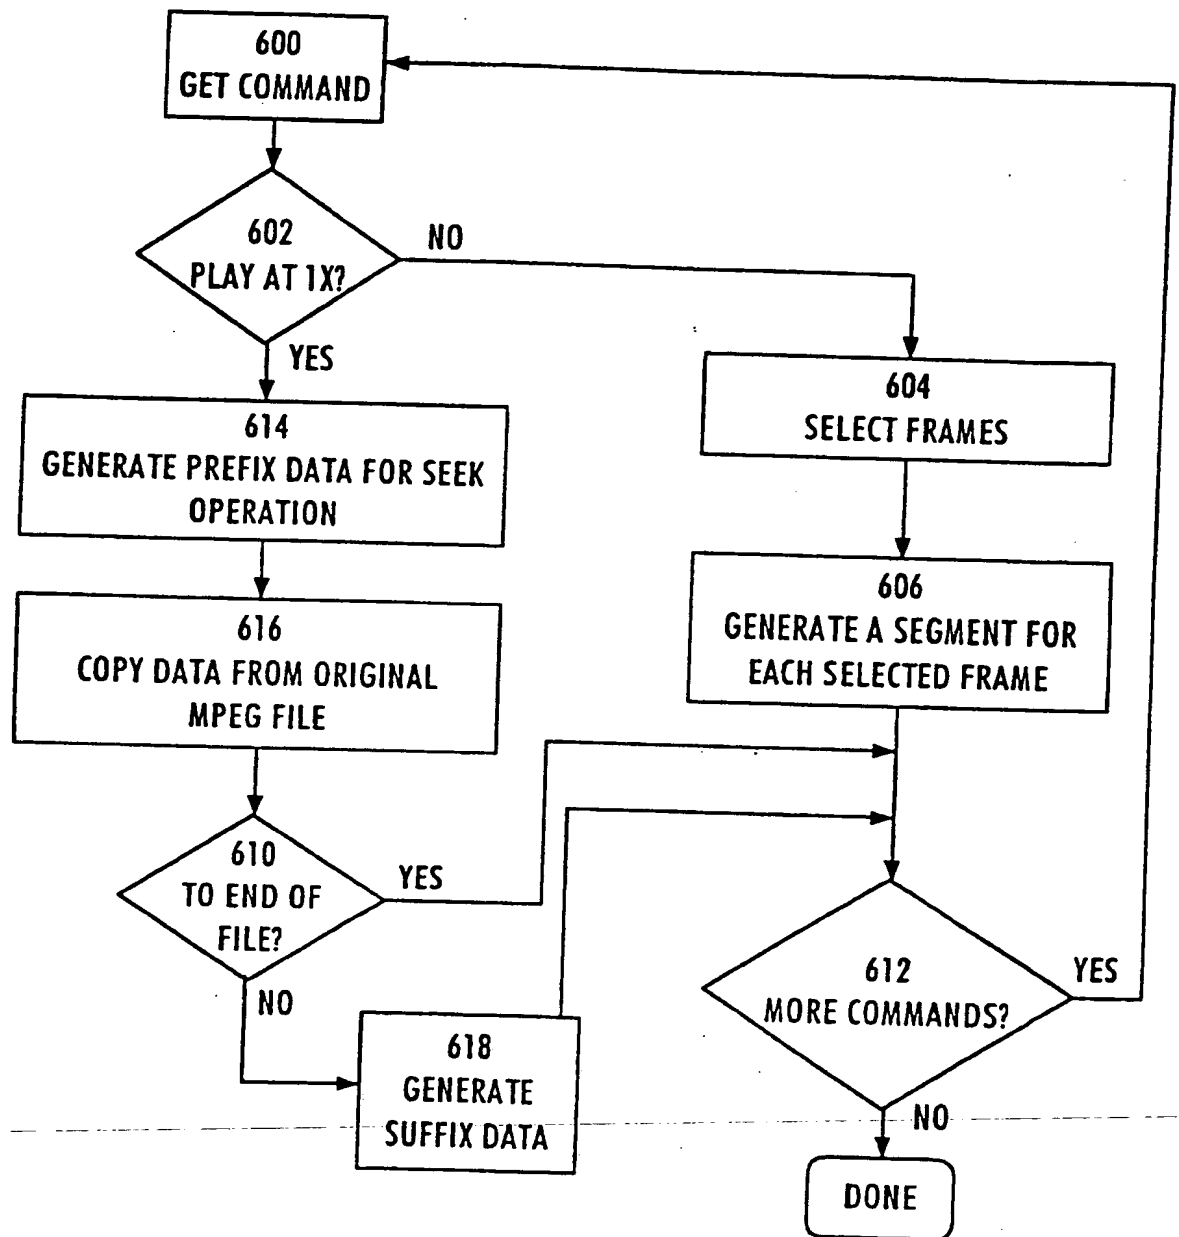 600
GET COMMAND
602
PLAY AT 1X?
NO
YES
604
SELECT FRAMES
614
GENERATE PREFIX DATA FOR SEEK
OPERATION
606
GENERATE A SEGMENT FOR
EACH SELECTED FRAME
616
COPY DATA FROM ORIGINAL
MPEG FILE
610
TO END OF
FILE?
YES
NO
612
MORE COMMANDS?
YES
NO
618
GENERATE
SUFFIX DATA
DONE